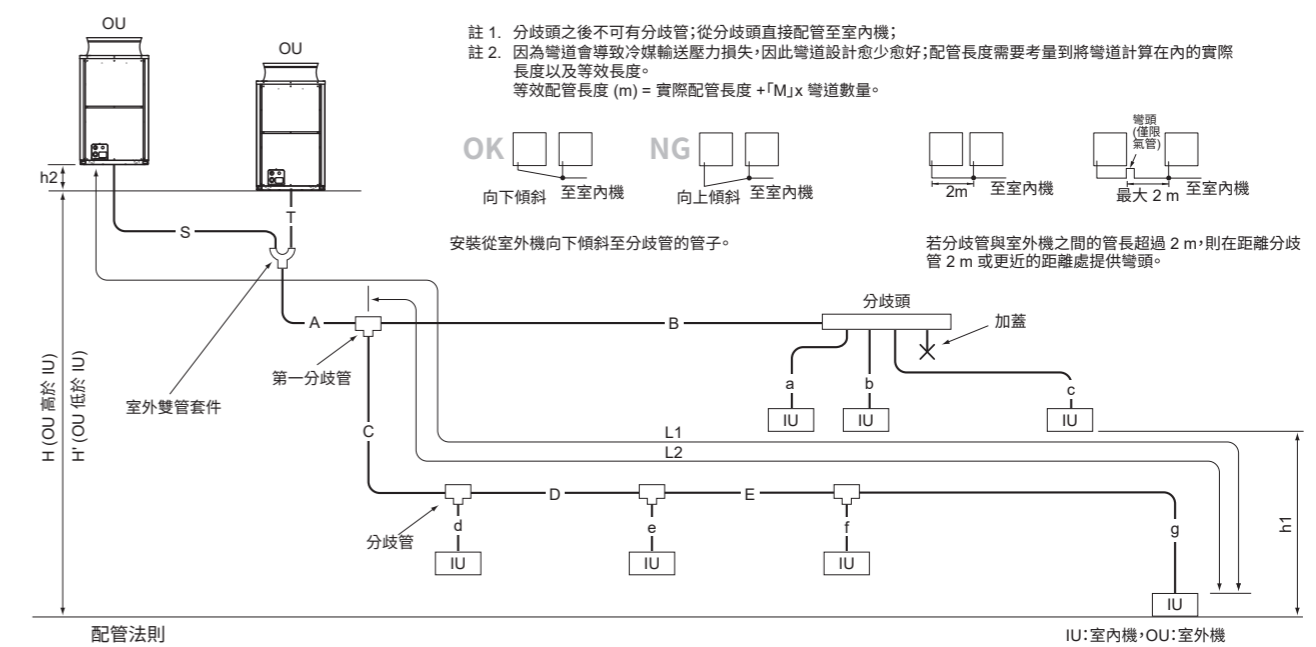 OU
OU
註 1. 分歧頭之後不可有分歧管;從分歧頭直接配管至室內機;
註 2. 因為彎道會導致冷媒輸送壓力損失,因此彎道設計愈少愈好;配管長度需要考量到將彎道計算在內的實際
長度以及等效長度。
等效配管長度 (m) = 實際配管長度 +「M」x 彎道數量。
OK
向下傾斜
至室內機
NG
向上傾斜
至室內機
2m
至室內機
彎頭
(僅限
氣管)
最大 2 m
至室內機
安裝從室外機向下傾斜至分歧管的管子。
若分歧管與室外機之間的管長超過 2 m,則在距離分歧
管 2 m 或更近的距離處提供彎頭。
h2
S
T
H (OU 高於 IU)
H' (OU 低於 IU)
室外雙管套件
A
第一分歧管
B
分歧頭
加蓋
a
b
c
IU
IU
IU
C
L1
L2
D
E
分歧管
d
e
f
g
IU
IU
IU
IU
h1
配管法則
IU:室內機,OU:室外機